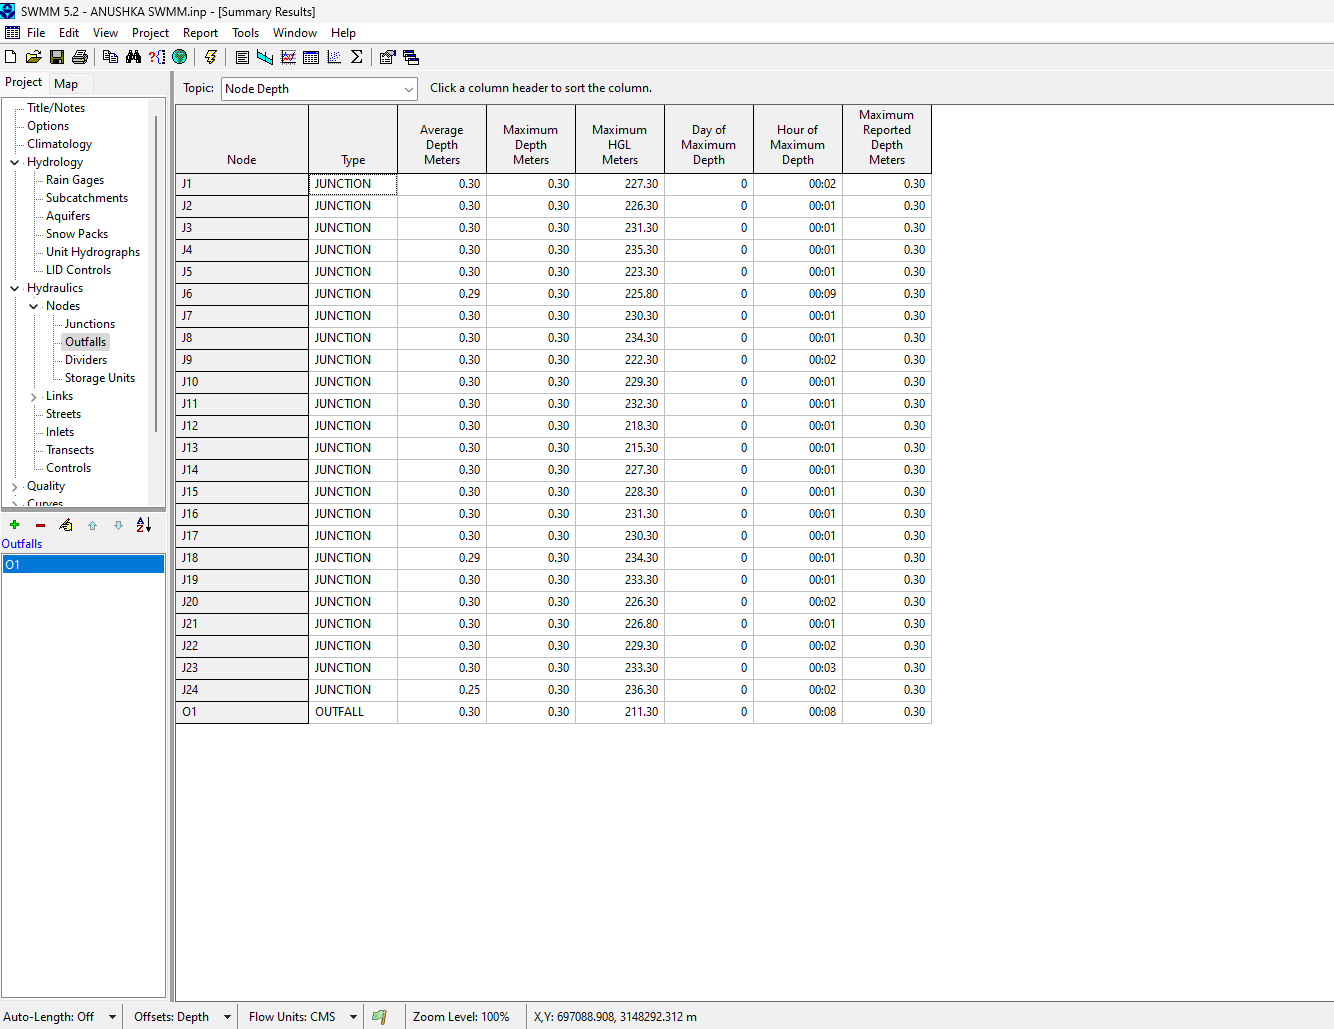 SWMM 5.2 - ANUSHKA SWMM.inp - [Summary Results]
File Edit View Project Report Tools Window Help
Project Map
Title/Notes
Options
Climatology
Hydrology
Rain Gages
Subcatchments
Aquifers
Snow Packs
Unit Hydrographs
LID Controls
Hydraulics
Nodes
Junctions
Outfalls
Dividers
Storage Units
Links
Streets
Inlets
Transects
Controls
Quality
Curves
Outfalls
O1
Topic: Node Depth Click a column header to sort the column.
Node Type Average Depth Meters Maximum Depth Meters Maximum HGL Meters Day of Maximum Depth Hour of Maximum Depth Maximum Reported Depth Meters
J1 JUNCTION 0.30 0.30 227.30 0 00:02 0.30
J2 JUNCTION 0.30 0.30 226.30 0 00:01 0.30
J3 JUNCTION 0.30 0.30 231.30 0 00:01 0.30
J4 JUNCTION 0.30 0.30 235.30 0 00:01 0.30
J5 JUNCTION 0.30 0.30 223.30 0 00:01 0.30
J6 JUNCTION 0.29 0.30 225.80 0 00:09 0.30
J7 JUNCTION 0.30 0.30 230.30 0 00:01 0.30
J8 JUNCTION 0.30 0.30 234.30 0 00:01 0.30
J9 JUNCTION 0.30 0.30 222.30 0 00:02 0.30
J10 JUNCTION 0.30 0.30 229.30 0 00:01 0.30
J11 JUNCTION 0.30 0.30 232.30 0 00:01 0.30
J12 JUNCTION 0.30 0.30 218.30 0 00:01 0.30
J13 JUNCTION 0.30 0.30 215.30 0 00:01 0.30
J14 JUNCTION 0.30 0.30 227.30 0 00:01 0.30
J15 JUNCTION 0.30 0.30 228.30 0 00:01 0.30
J16 JUNCTION 0.30 0.30 231.30 0 00:01 0.30
J17 JUNCTION 0.30 0.30 230.30 0 00:01 0.30
J18 JUNCTION 0.29 0.30 234.30 0 00:01 0.30
J19 JUNCTION 0.30 0.30 233.30 0 00:01 0.30
J20 JUNCTION 0.30 0.30 226.30 0 00:02 0.30
J21 JUNCTION 0.30 0.30 226.80 0 00:01 0.30
J22 JUNCTION 0.30 0.30 229.30 0 00:02 0.30
J23 JUNCTION 0.30 0.30 233.30 0 00:03 0.30
J24 JUNCTION 0.25 0.30 236.30 0 00:02 0.30
O1 OUTFALL 0.30 0.30 211.30 0 00:08 0.30
Auto-Length: Off Offsets: Depth Flow Units: CMS Zoom Level: 100% X,Y: 697088.908, 3148292.312 m